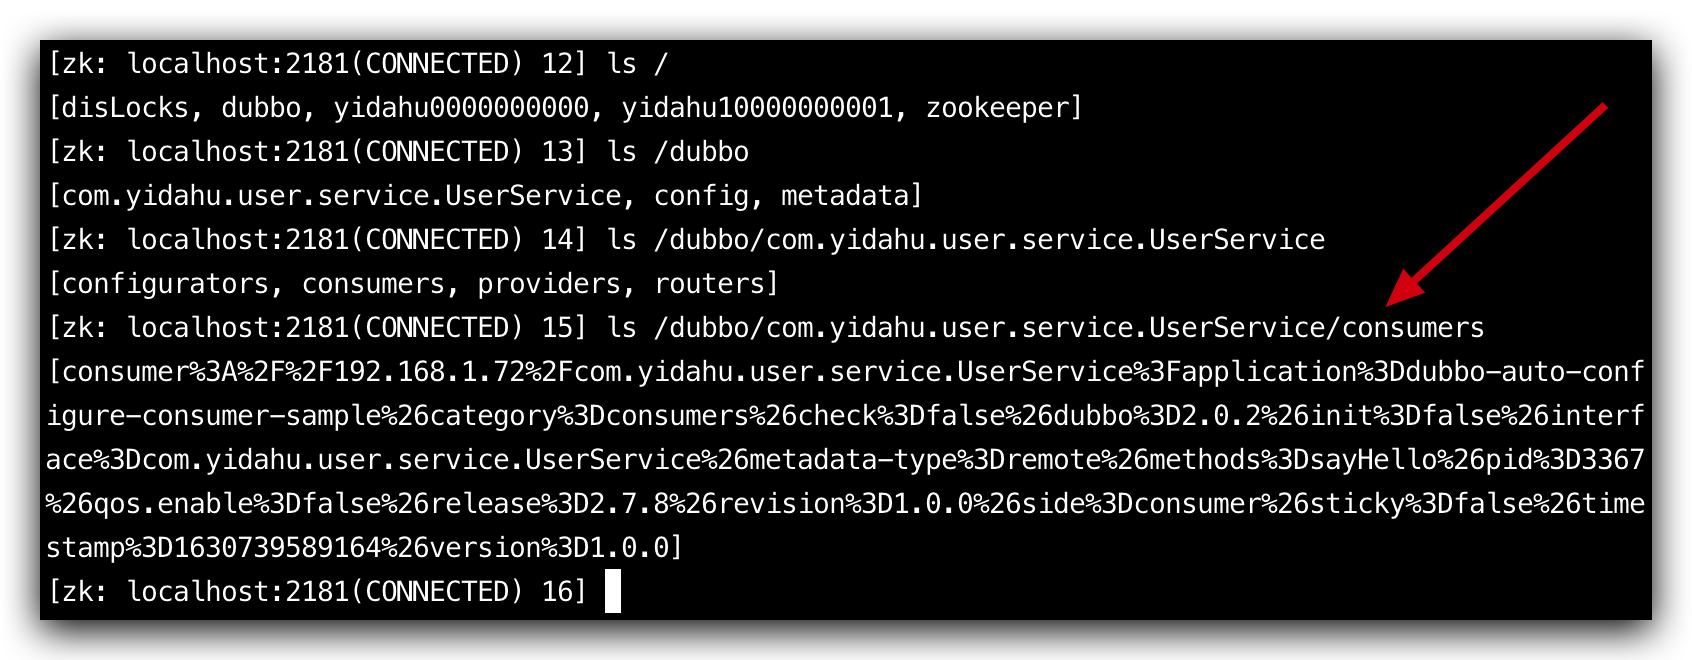 [zk: localhost:2181(CONNECTED) 12] ls /
[disLocks, dubbo, yidahu0000000000, yidahu10000000001, zookeeper]
[zk: localhost:2181(CONNECTED) 13] ls /dubbo
[com.yidahu.user.service.UserService, config, metadata]
[zk: localhost:2181(CONNECTED) 14] ls /dubbo/com.yidahu.user.service.UserService
[configurators, consumers, providers, routers]
[zk: localhost:2181(CONNECTED) 15] ls /dubbo/com.yidahu.user.service.UserService/consumers
[consumer%3A%2F%2F192.168.1.72%2Fcom.yidahu.user.service.UserService%3Fapplication%3Ddubbo-auto-conf
igure-consumer-sample%26category%3Dconsumers%26check%3Dfalse%26dubbo%3D2.0.2%26init%3Dfalse%26interf
ace%3Dcom.yidahu.user.service.UserService%26metadata-type%3Dremote%26methods%3DsayHello%26pid%3D3367
%26qos.enable%3Dfalse%26release%3D2.7.8%26revision%3D1.0.0%26side%3Dconsumer%26sticky%3Dfalse%26time
stamp%3D1630739589164%26version%3D1.0.0]
[zk: localhost:2181(CONNECTED) 16]